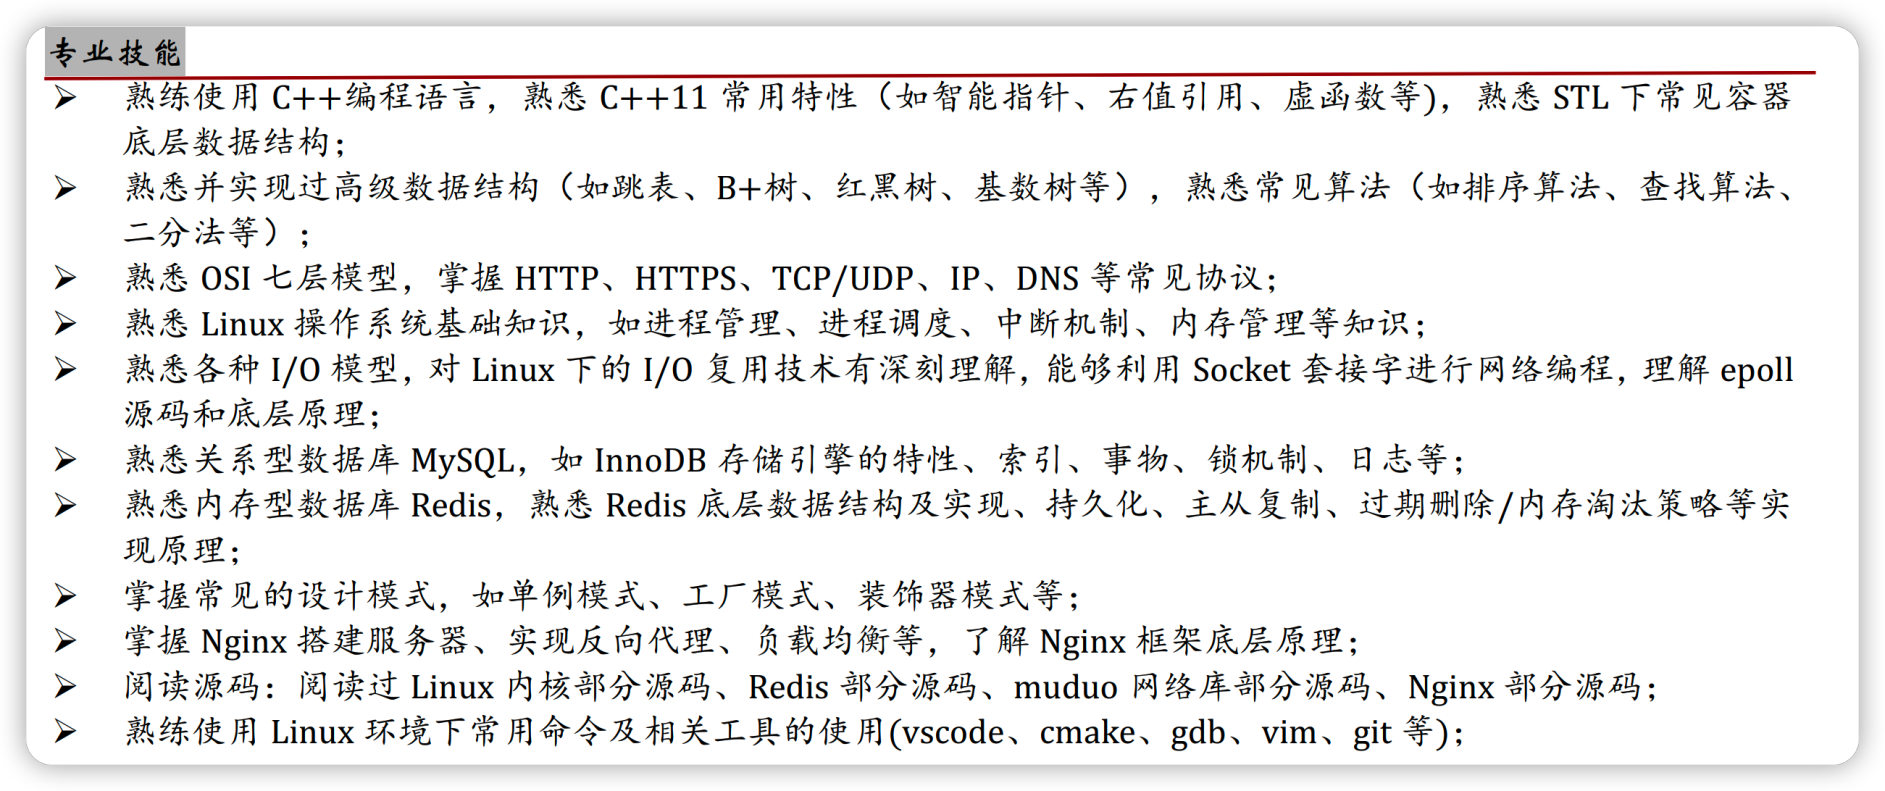 专业技能
➢ 熟练使用 C++编程语言，熟悉 C++11 常用特性（如智能指针、右值引用、虚函数等)，熟悉 STL 下常见容器
底层数据结构；
➢ 熟悉并实现过高级数据结构（如跳表、B+树、红黑树、基数树等），熟悉常见算法（如排序算法、查找算法、
二分法等）；
➢ 熟悉 OSI 七层模型，掌握 HTTP、HTTPS、TCP/UDP、IP、DNS 等常见协议；
➢ 熟悉 Linux 操作系统基础知识，如进程管理、进程调度、中断机制、内存管理等知识；
➢ 熟悉各种 I/O 模型，对 Linux 下的 I/O 复用技术有深刻理解，能够利用 Socket 套接字进行网络编程，理解 epoll
源码和底层原理；
➢ 熟悉关系型数据库 MySQL，如 InnoDB 存储引擎的特性、索引、事物、锁机制、日志等；
➢ 熟悉内存型数据库 Redis，熟悉 Redis 底层数据结构及实现、持久化、主从复制、过期删除/内存淘汰策略等实
现原理；
➢ 掌握常见的设计模式，如单例模式、工厂模式、装饰器模式等；
➢ 掌握 Nginx 搭建服务器、实现反向代理、负载均衡等，了解 Nginx 框架底层原理；
➢ 阅读源码：阅读过 Linux 内核部分源码、Redis 部分源码、muduo 网络库部分源码、Nginx 部分源码；
➢ 熟练使用 Linux 环境下常用命令及相关工具的使用(vscode、cmake、gdb、vim、git 等)；